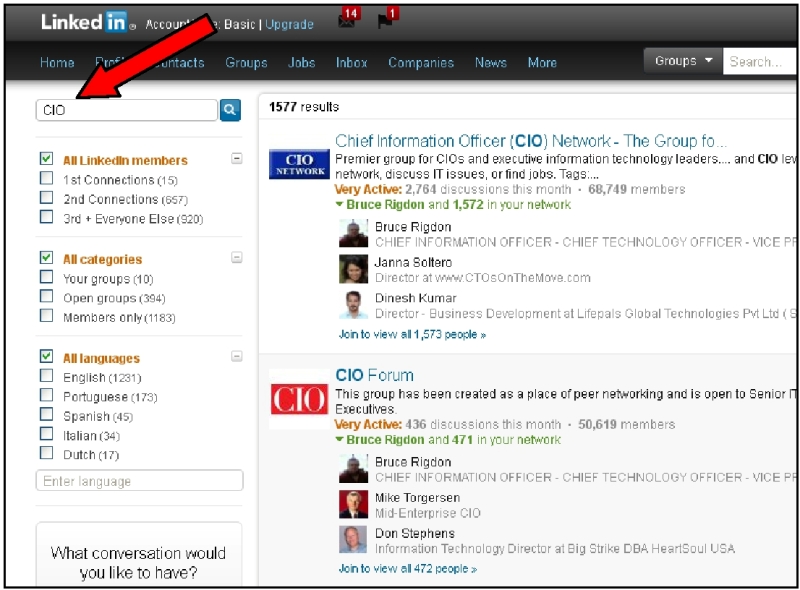 Linked in® Account Type: Basic | Upgrade 14 1
Home Profile Contacts Groups Jobs Inbox Companies News More Groups Search...
CIO
1577 results
All LinkedIn members
1st Connections (15)
2nd Connections (657)
3rd + Everyone Else (920)
All categories
Your groups (10)
Open groups (394)
Members only (1183)
All languages
English (1231)
Portuguese (173)
Spanish (45)
Italian (34)
Dutch (17)
Enter language
What conversation would
you like to have?
CIO
NETWORK
Chief Information Officer (CIO) Network - The Group fo...
Premier group for CIOs and executive information technology leaders.... and CIO lev
network, discuss IT issues, or find jobs. Tags:...
Very Active: 2,764 discussions this month · 68,749 members
Bruce Rigdon and 1,572 in your network
Bruce Rigdon
CHIEF INFORMATION OFFICER - CHIEF TECHNOLOGY OFFICER - VICE PR
Janna Soltero
Director at www.CTOsOnTheMove.com
Dinesh Kumar
Director - Business Development at Lifepals Global Technologies Pvt Ltd ( S
Join to view all 1,573 people »
CIO
CIO Forum
This group has been created as a place of peer networking and is open to Senior IT
Executives.
Very Active: 436 discussions this month · 50,619 members
Bruce Rigdon and 471 in your network
Bruce Rigdon
CHIEF INFORMATION OFFICER - CHIEF TECHNOLOGY OFFICER - VICE PR
Mike Torgersen
Mid-Enterprise CIO
Don Stephens
Information Technology Director at Big Strike DBA HeartSoul USA
Join to view all 472 people »